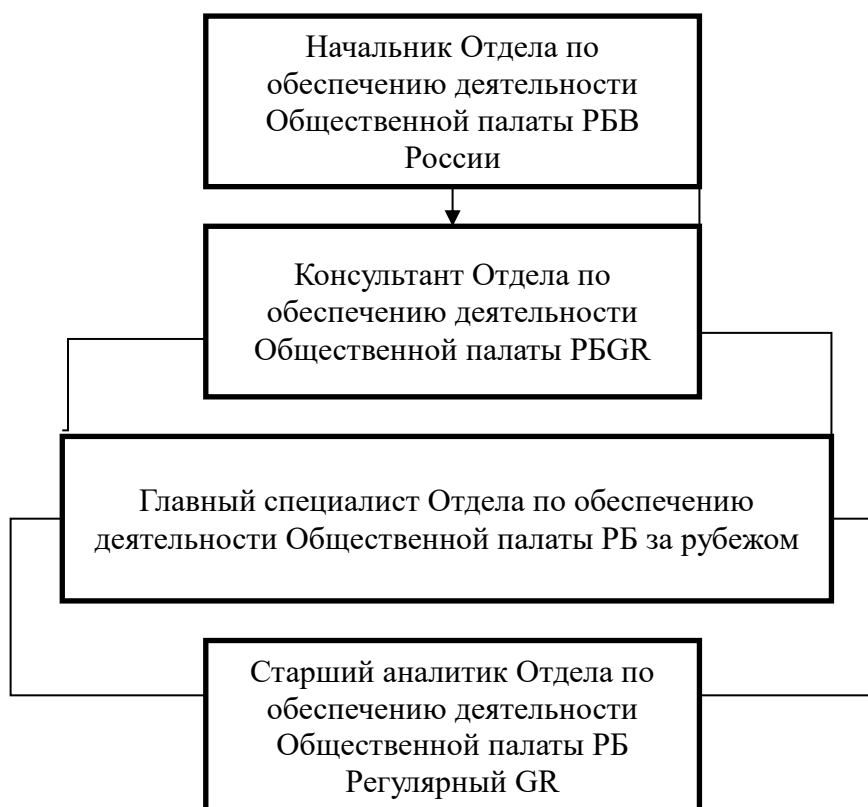 Начальник Отдела по
обеспечению деятельности
Общественной палаты РБВ
России
Консультант Отдела по
обеспечению деятельности
Общественной палаты РБGR
Главный специалист Отдела по обеспечению
деятельности Общественной палаты РБ за рубежом
Старший аналитик Отдела по
обеспечению деятельности
Общественной палаты РБ
Регулярный GR